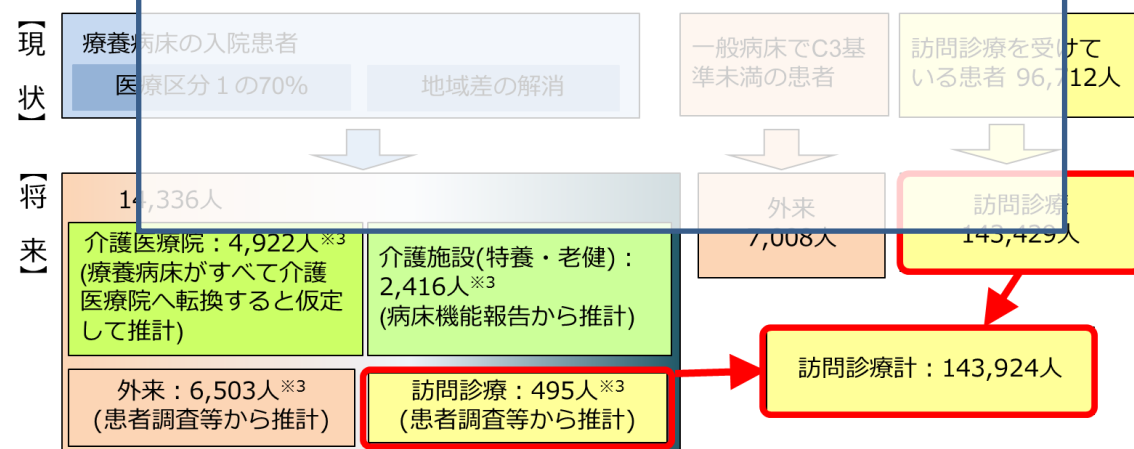 【現状】
療養病床の入院患者
医療区分１の70%
地域差の解消
一般病床でC3基
準未満の患者
訪問診療を受けて
いる患者 96,712人
【将来】
14,336人
介護医療院：4,922人※3
(療養病床がすべて介護
医療院へ転換すると仮定
して推計)
介護施設(特養・老健)：
2,416人※3
(病床機能報告から推計)
外来：6,503人※3
(患者調査等から推計)
訪問診療：495人※3
(患者調査等から推計)
外来
7,008人
訪問診療
143,429人
訪問診療計：143,924人